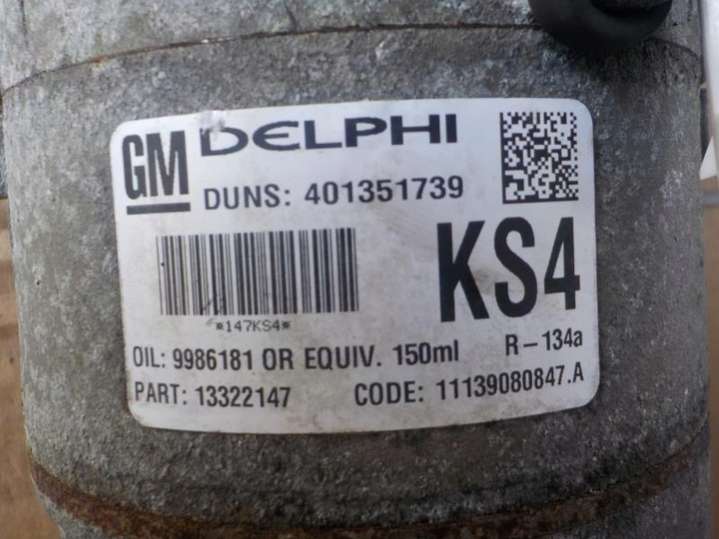 GM DELPHI
DUNS: 401351739
KS4
*147KS4*
OIL: 9986181 OR EQUIV. 150ml R-134a
PART: 13322147 CODE: 11139080847.A